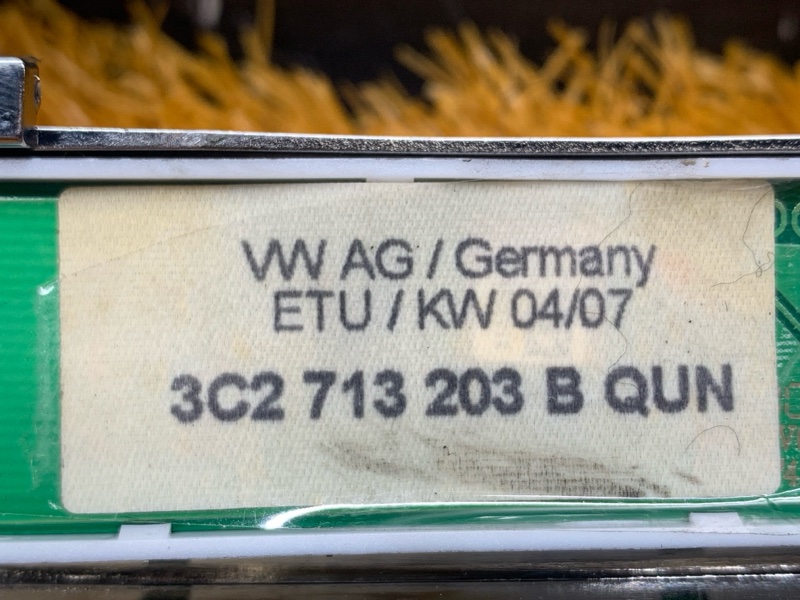 VW AG / Germany
ETU / KW 04/07
3C2 713 203 B QUN